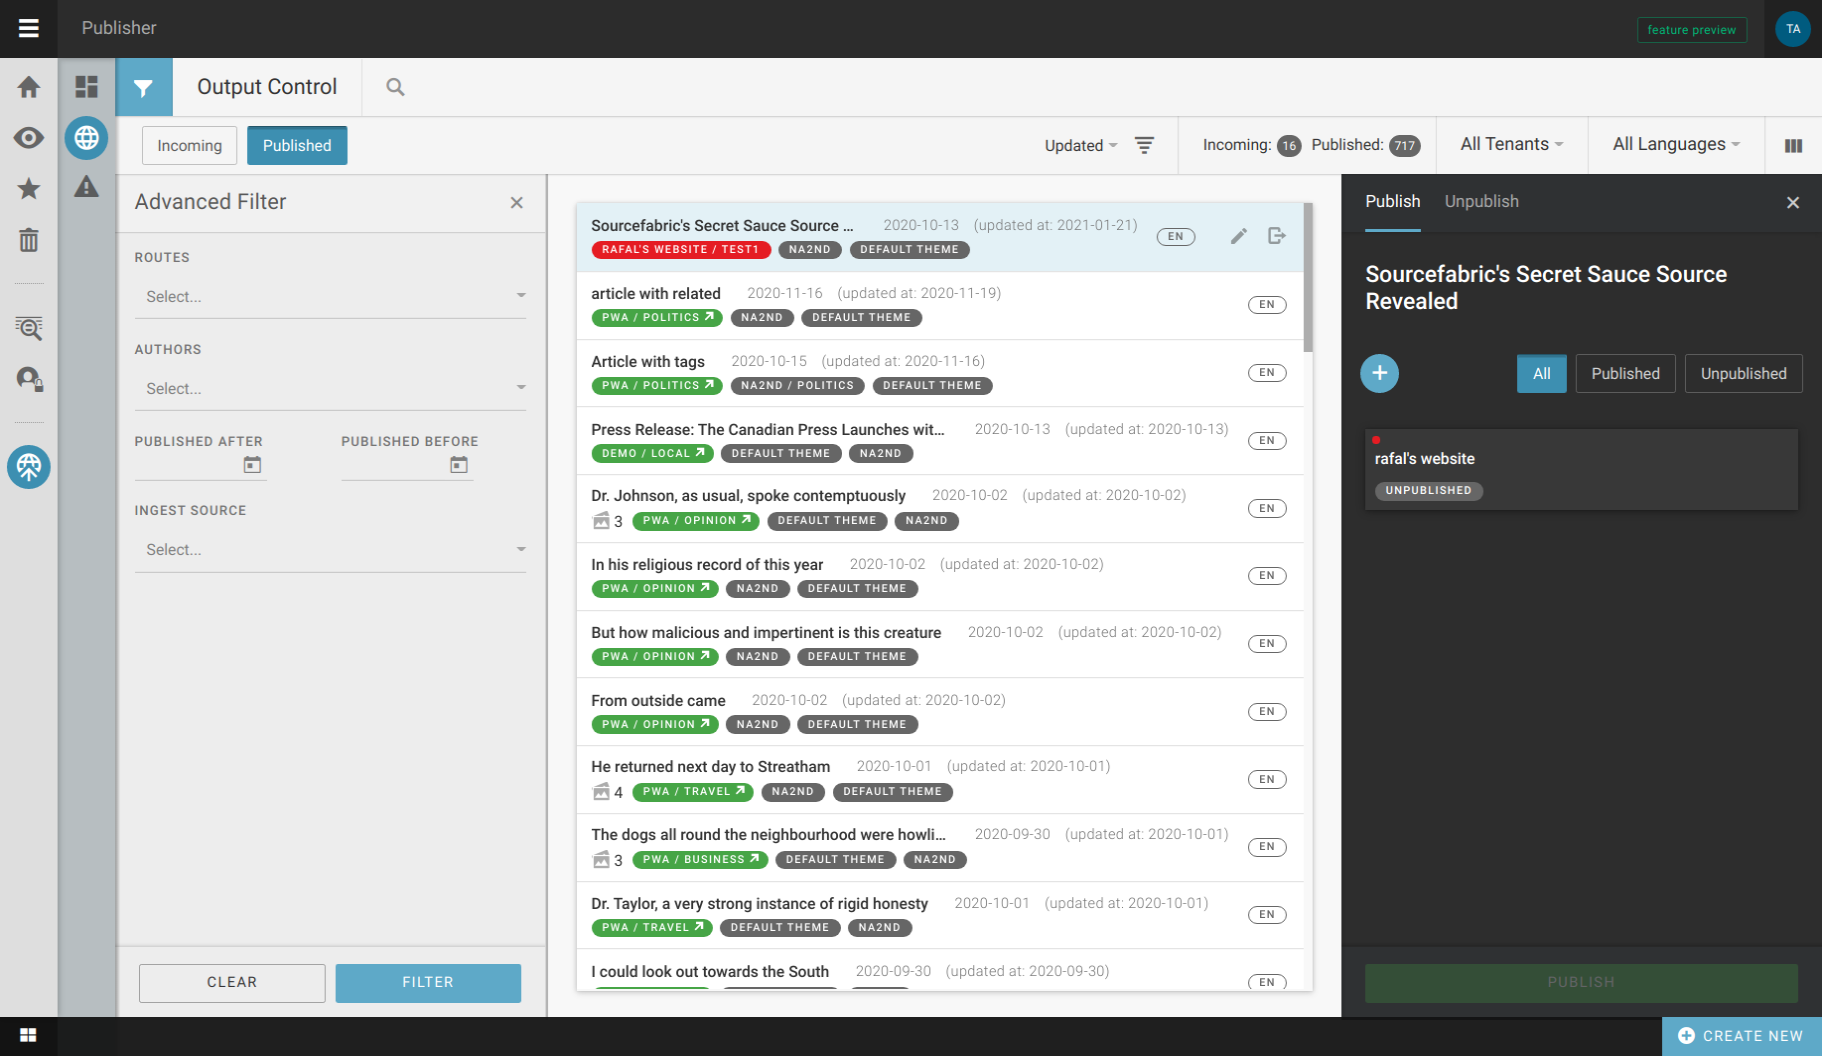 Publisher
feature preview
TA
Output Control
Incoming
Published
Updated
Incoming: 16 Published: 717
All Tenants
All Languages
Advanced Filter
ROUTES
Select...
AUTHORS
Select...
PUBLISHED AFTER
PUBLISHED BEFORE
INGEST SOURCE
Select...
CLEAR
FILTER
Sourcefabric's Secret Sauce Source ... 2020-10-13 (updated at: 2021-01-21) EN
RAFAL'S WEBSITE / TEST1 NA2ND DEFAULT THEME
article with related 2020-11-16 (updated at: 2020-11-19) EN
PWA / POLITICS NA2ND DEFAULT THEME
Article with tags 2020-10-15 (updated at: 2020-11-16) EN
PWA / POLITICS NA2ND / POLITICS DEFAULT THEME
Press Release: The Canadian Press Launches wit... 2020-10-13 (updated at: 2020-10-13) EN
DEMO / LOCAL DEFAULT THEME NA2ND
Dr. Johnson, as usual, spoke contemptuously 2020-10-02 (updated at: 2020-10-02) EN
3 PWA / OPINION DEFAULT THEME NA2ND
In his religious record of this year 2020-10-02 (updated at: 2020-10-02) EN
PWA / OPINION NA2ND DEFAULT THEME
But how malicious and impertinent is this creature 2020-10-02 (updated at: 2020-10-02) EN
PWA / OPINION NA2ND DEFAULT THEME
From outside came 2020-10-02 (updated at: 2020-10-02) EN
PWA / OPINION NA2ND DEFAULT THEME
He returned next day to Streatham 2020-10-01 (updated at: 2020-10-01) EN
4 PWA / TRAVEL NA2ND DEFAULT THEME
The dogs all round the neighbourhood were howli... 2020-09-30 (updated at: 2020-10-01) EN
3 PWA / BUSINESS DEFAULT THEME NA2ND
Dr. Taylor, a very strong instance of rigid honesty 2020-10-01 (updated at: 2020-10-01) EN
PWA / TRAVEL DEFAULT THEME NA2ND
I could look out towards the South 2020-09-30 (updated at: 2020-09-30) EN
Publish
Unpublish
Sourcefabric's Secret Sauce Source
Revealed
All
Published
Unpublished
rafal's website
UNPUBLISHED
PUBLISH
CREATE NEW